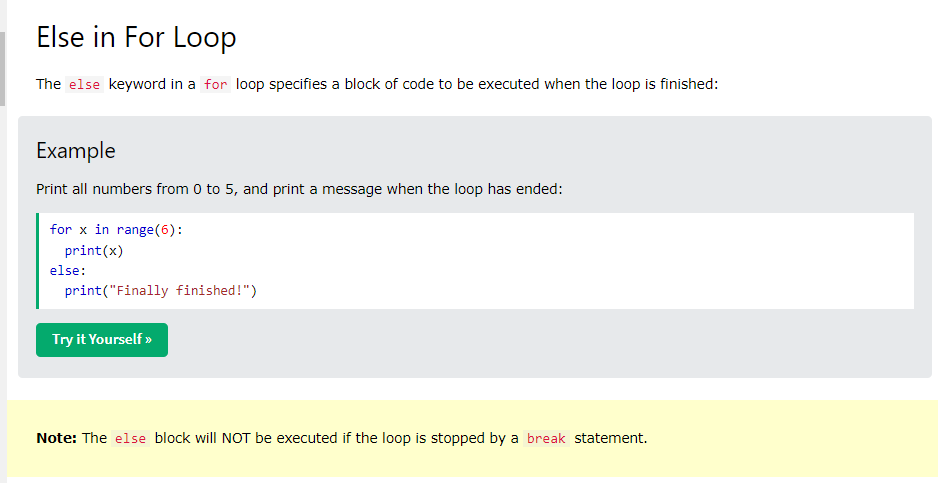 Else in For Loop
The else keyword in a for loop specifies a block of code to be executed when the loop is finished:
Example
Print all numbers from 0 to 5, and print a message when the loop has ended:
for x in range(6):
  print(x)
else:
  print("Finally finished!")
Try it Yourself »
Note: The else block will NOT be executed if the loop is stopped by a break statement.